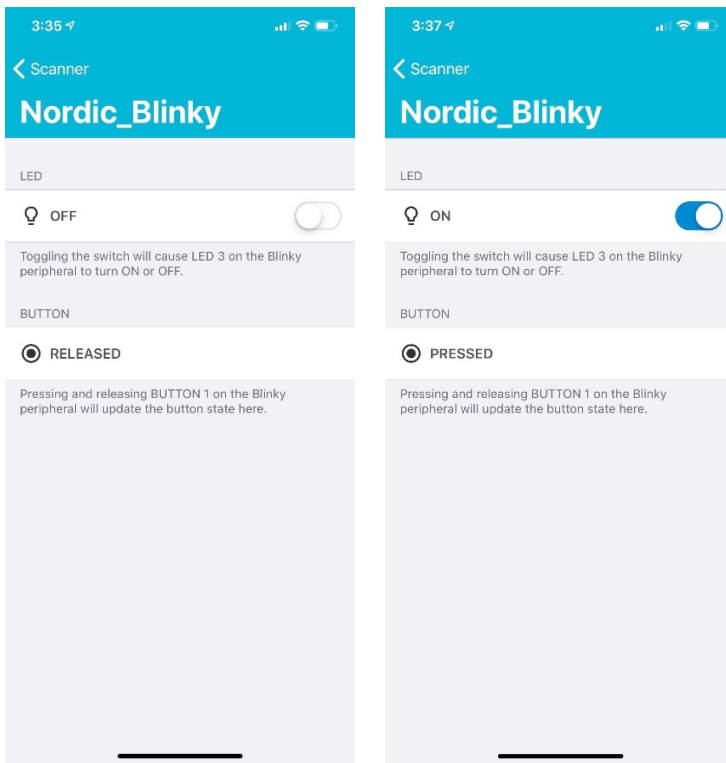 3:35
Scanner
Nordic_Blinky
LED
OFF
Toggling the switch will cause LED 3 on the Blinky
peripheral to turn ON or OFF.
BUTTON
RELEASED
Pressing and releasing BUTTON 1 on the Blinky
peripheral will update the button state here.
3:37
Scanner
Nordic_Blinky
LED
ON
Toggling the switch will cause LED 3 on the Blinky
peripheral to turn ON or OFF.
BUTTON
PRESSED
Pressing and releasing BUTTON 1 on the Blinky
peripheral will update the button state here.